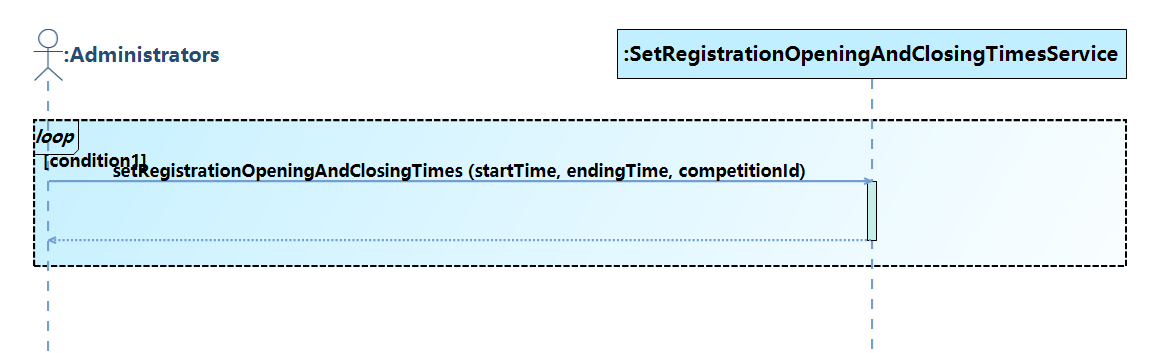 :Administrators
:SetRegistrationOpeningAndClosingTimesService
loop
[condition1]
setRegistrationOpeningAndClosingTimes (startTime, endingTime, competitionId)